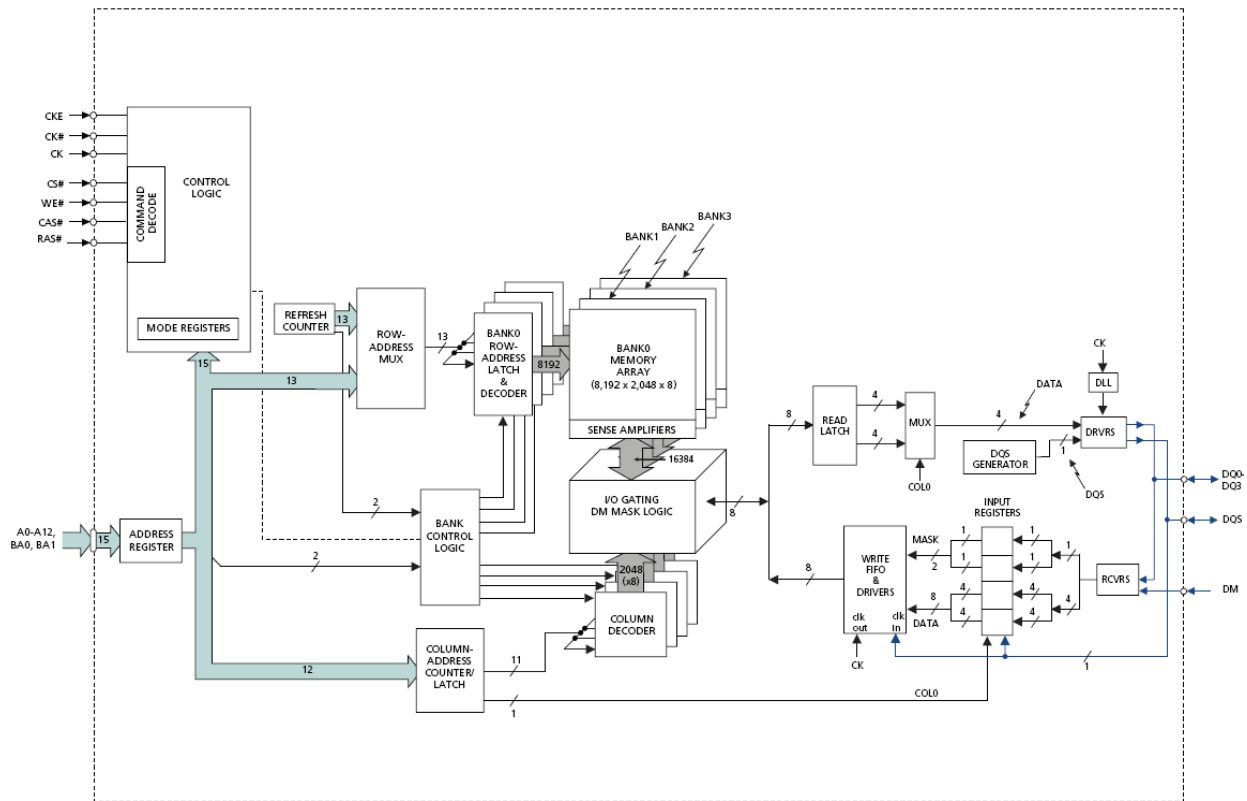 CKE
CK#
CK
CS#
WE#
CAS#
RAS#
COMMAND
DECODE
CONTROL
LOGIC
MODE REGISTERS
15
REFRESH
COUNTER
13
ROW-
ADDRESS
MUX
13
13
2
2
A0-A12,
BA0, BA1
15
ADDRESS
REGISTER
12
BANK0
ROW-
ADDRESS
LATCH
&
DECODER
8192
BANK1
BANK2
BANK3
BANK0
MEMORY
ARRAY
(8,192 x 2,048 x 8)
SENSE AMPLIFIERS
16384
I/O GATING
DM MASK LOGIC
BANK
CONTROL
LOGIC
2048
(x8)
COLUMN
DECODER
COLUMN-
ADDRESS
COUNTER/
LATCH
11
1
COL0
8
8
8
READ
LATCH
4
4
MUX
COL0
4
DATA
CK
DLL
DRVRS
DQS
GENERATOR
1
DQS
DQ0-
DQ3
DQS
DM
INPUT
REGISTERS
WRITE
FIFO
&
DRIVERS
clk
out
clk
in
CK
MASK
2
8
DATA
1
1
4
4
1
1
4
4
1
4
RCVRS
1